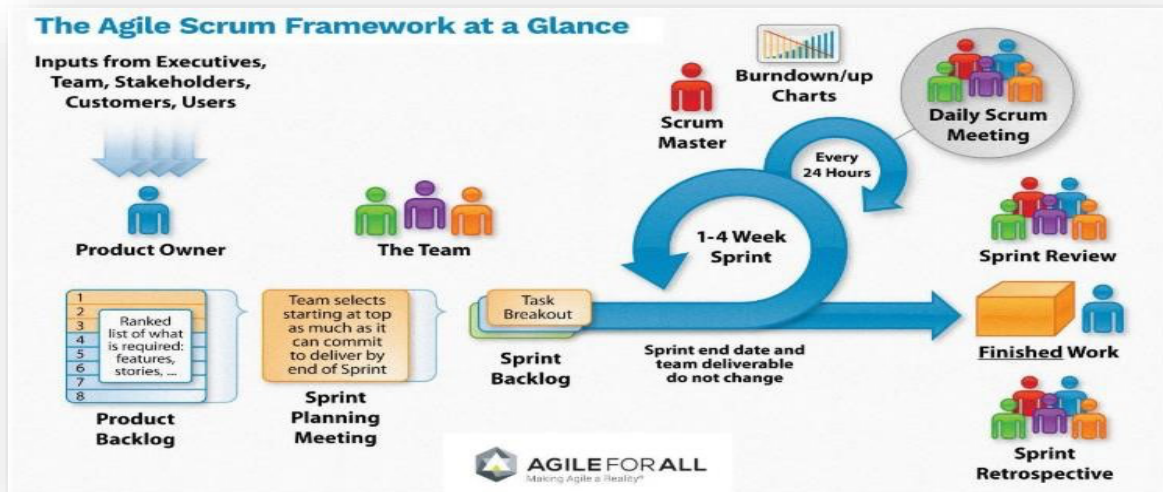 The Agile Scrum Framework at a Glance
Inputs from Executives,
Team, Stakeholders,
Customers, Users
Product Owner
The Team
Scrum
Master
Burndown/up
Charts
Daily Scrum
Meeting
Every
24 Hours
1-4 Week
Sprint
Sprint Review
1
2
3
4
5
6
7
8
Ranked
list of what
is required:
features,
stories, ...
Product
Backlog
Team selects
starting at top
as much as it
can commit
to deliver by
end of Sprint
Sprint
Planning
Meeting
Task
Breakout
Sprint
Backlog
Sprint end date and
team deliverable
do not change
Finished Work
Sprint
Retrospective
AGILE FOR ALL
Making Agile a Reality®